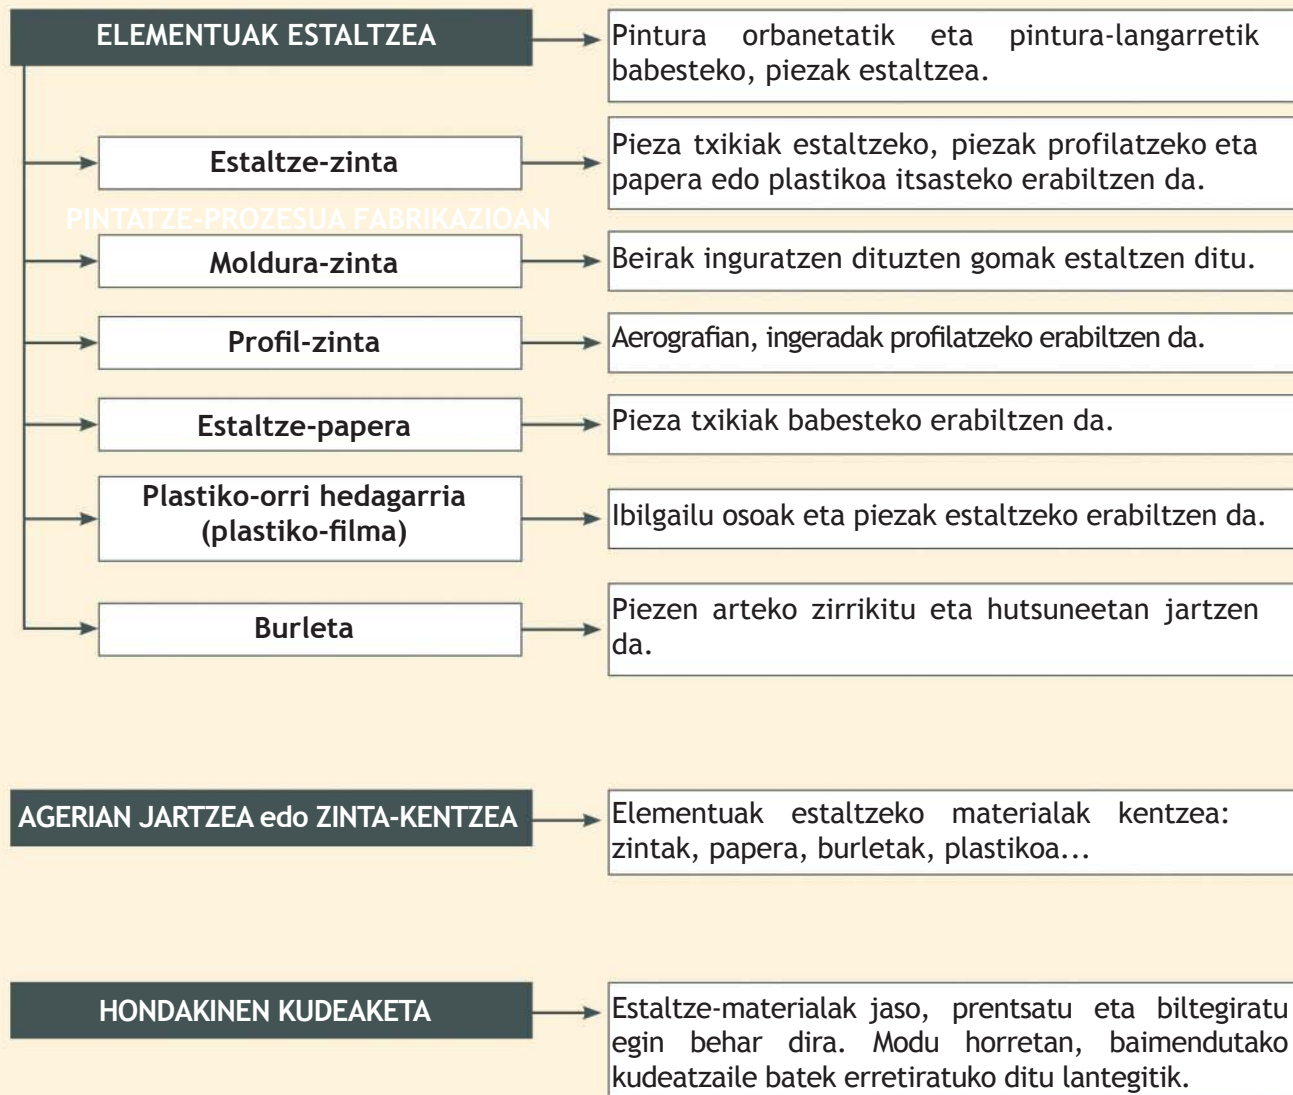 ELEMENTUAK ESTALTZEA
Pintura orbanetatik eta pintura-langarretik
babesteko, piezak estaltzea.
Estaltze-zinta
Pieza txikiak estaltzeko, piezak profilatzeko eta
papera edo plastikoa itsasteko erabiltzen da.
PINTATZE-PROZESUA FABRIKAZIOAN
Moldura-zinta
Beirak inguratzen dituzten gomak estaltzen ditu.
Profil-zinta
Aerografian, ingeradak profilatzeko erabiltzen da.
Estaltze-papera
Pieza txikiak babesteko erabiltzen da.
Plastiko-orri hedagarria
(plastiko-filma)
Ibilgailu osoak eta piezak estaltzeko erabiltzen da.
Burleta
Piezen arteko zirrikitu eta hutsuneetan jartzen
da.
AGERIAN JARTZEA edo ZINTA-KENTZEA
Elementuak estaltzeko materialak kentzea:
zintak, papera, burletak, plastikoa...
HONDAKINEN KUDEAKETA
Estaltze-materialak jaso, prentsatu eta biltegiratu
egin behar dira. Modu horretan, baimendutako
kudeatzaile batek erretiratuko ditu lantegitik.